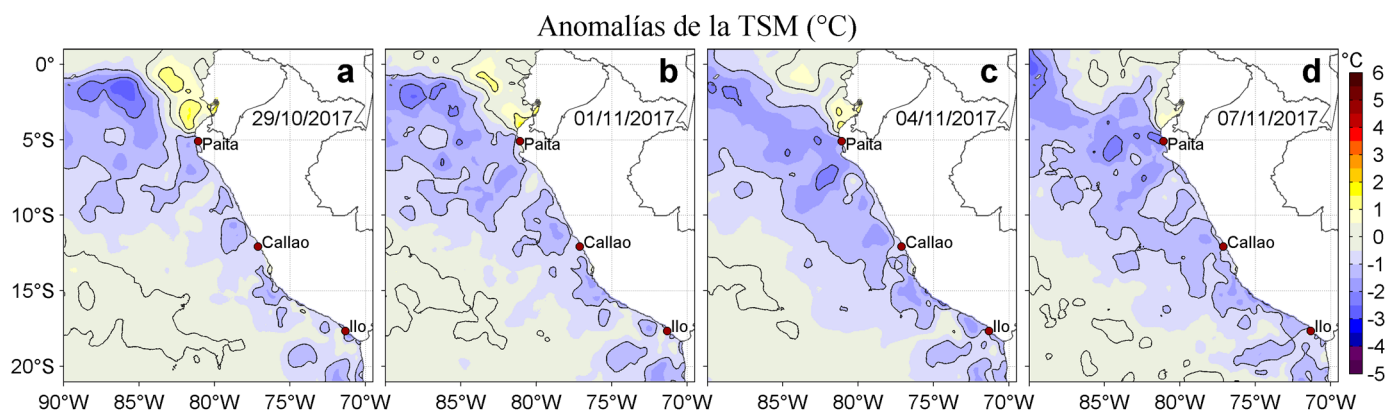 Anomalías de la TSM (°C)
a
b
c
d
°C
29/10/2017
01/11/2017
04/11/2017
07/11/2017
Paita
Callao
Ilo
Paita
Callao
Ilo
Paita
Callao
Ilo
Paita
Callao
Ilo
0°
5°S
10°S
15°S
20°S
90°W 85°W 80°W 75°W 70°W
85°W 80°W 75°W 70°W
85°W 80°W 75°W 70°W
85°W 80°W 75°W 70°W
6
5
4
3
2
1
0
-1
-2
-3
-4
-5